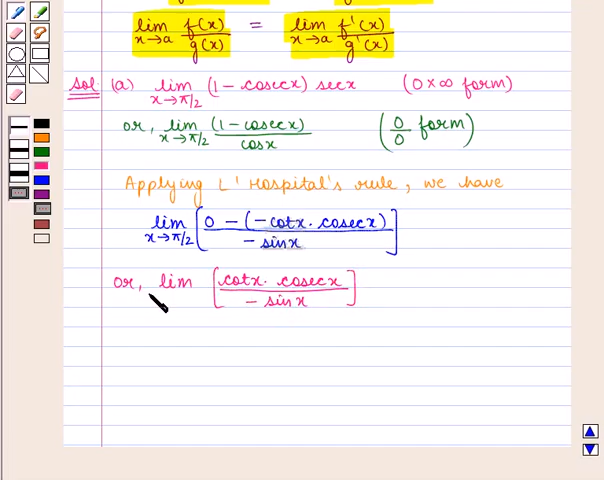 lim x→a f(x)/g(x) = lim x→a f'(x)/g'(x)
Sol (a) lim x→π/2 (1 - cosecx) secx (0 × ∞ form)
or, lim x→π/2 (1 - cosecx)/cosx (0/0 form)
Applying L' Hospital's rule, we have
lim x→π/2 [0 - (-cotx. cosecx)/- sinx]
or, lim [cotx. cosecx/- sinx]